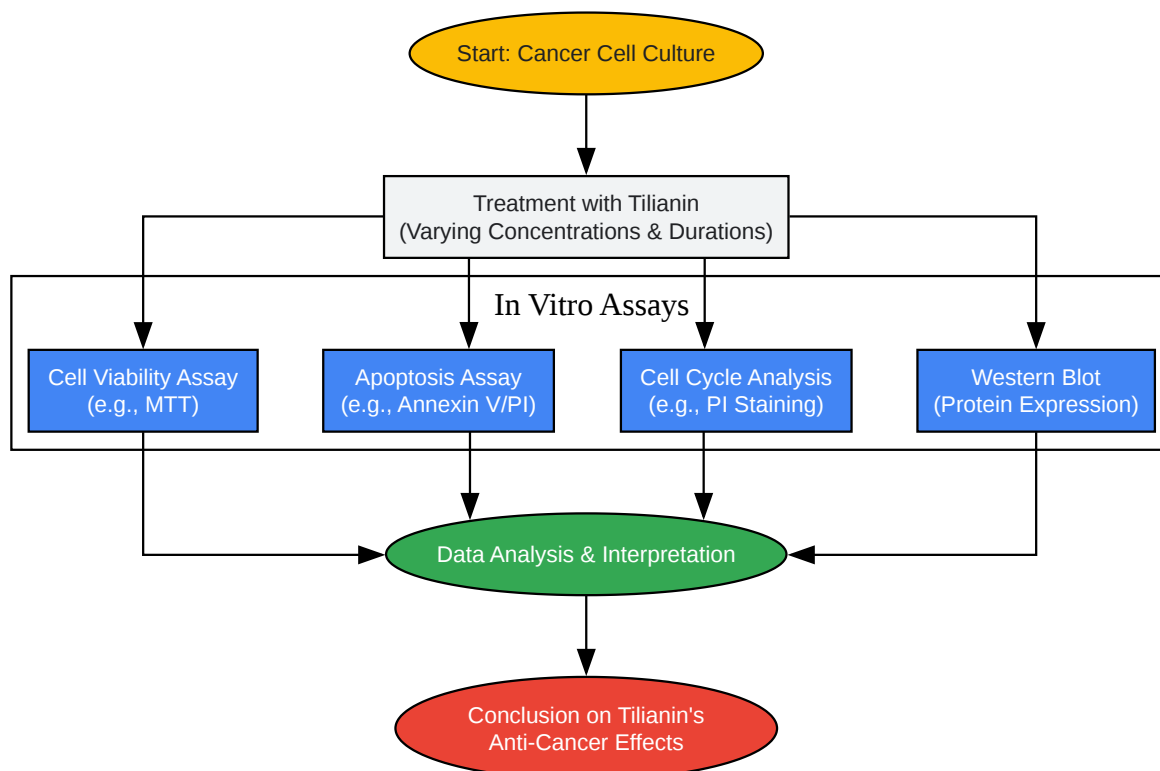 Start: Cancer Cell Culture
Treatment with Tilianin
(Varying Concentrations & Durations)
In Vitro Assays
Cell Viability Assay
(e.g., MTT)
Apoptosis Assay
(e.g., Annexin V/PI)
Cell Cycle Analysis
(e.g., PI Staining)
Western Blot
(Protein Expression)
Data Analysis & Interpretation
Conclusion on Tilianin's
Anti-Cancer Effects